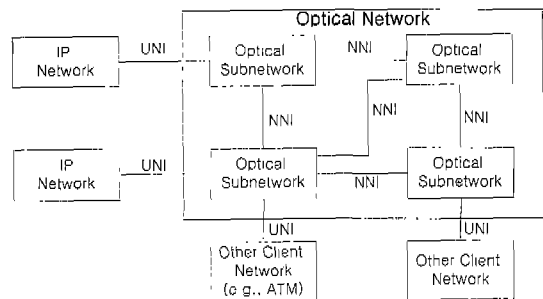 Optical Network
IP
Network
UNI
Optical
Subnetwork
NNI
Optical
Subnetwork
NNI
NNI
NNI
IP
Network
UNI
Optical
Subnetwork
NNI
Optical
Subnetwork
UNI
UNI
Other Client
Network
(e g., ATM)
Other Client
Network